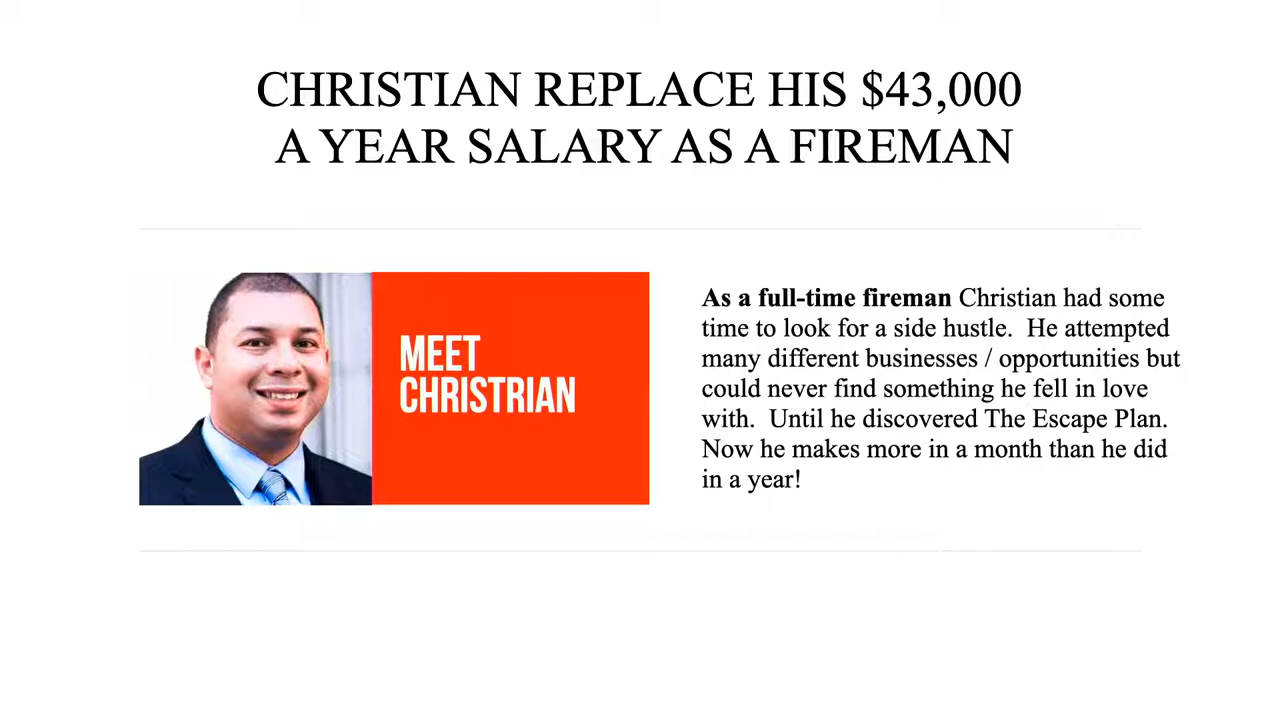 CHRISTIAN REPLACE HIS $43,000
A YEAR SALARY AS A FIREMAN
MEET
CHRISTRIAN
As a full-time fireman Christian had some
time to look for a side hustle.  He attempted
many different businesses / opportunities but
could never find something he fell in love
with.  Until he discovered The Escape Plan.
Now he makes more in a month than he did
in a year!